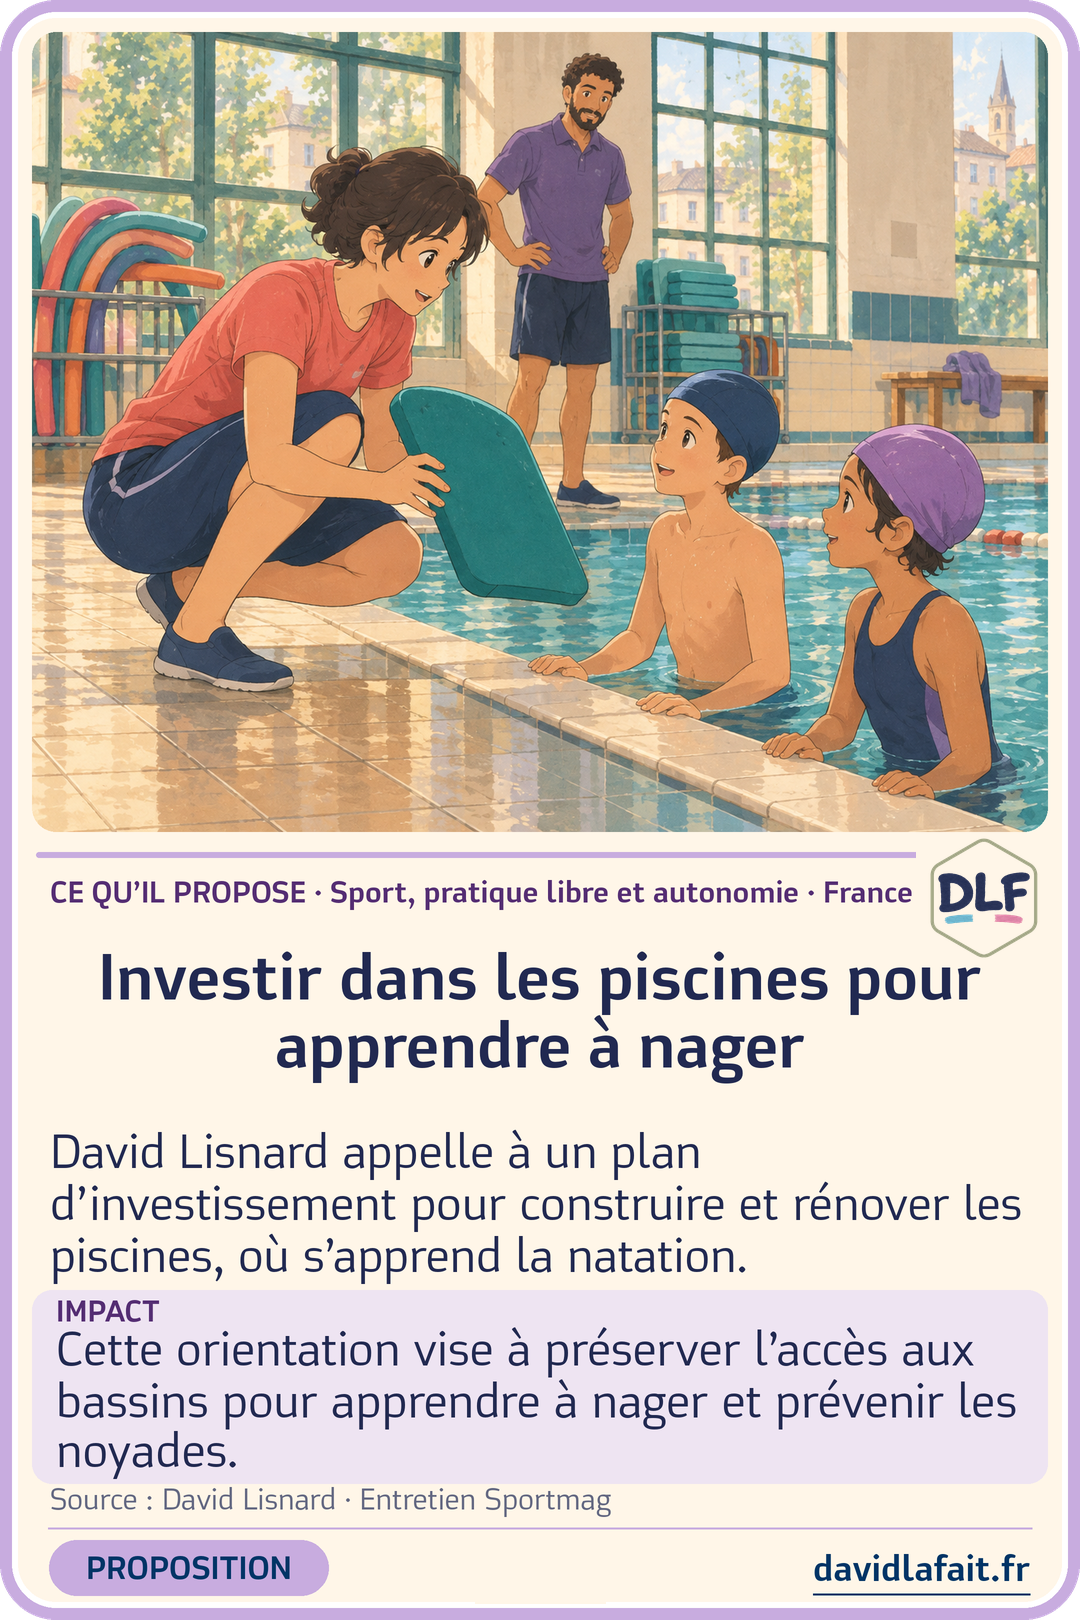 CE QU’IL PROPOSE · Sport, pratique libre et autonomie · France
DLF
Investir dans les piscines pour
apprendre à nager
David Lisnard appelle à un plan
d’investissement pour construire et rénover les
piscines, où s’apprend la natation.
IMPACT
Cette orientation vise à préserver l’accès aux
bassins pour apprendre à nager et prévenir les
noyades.
Source : David Lisnard · Entretien Sportmag
PROPOSITION
davidlafait.fr